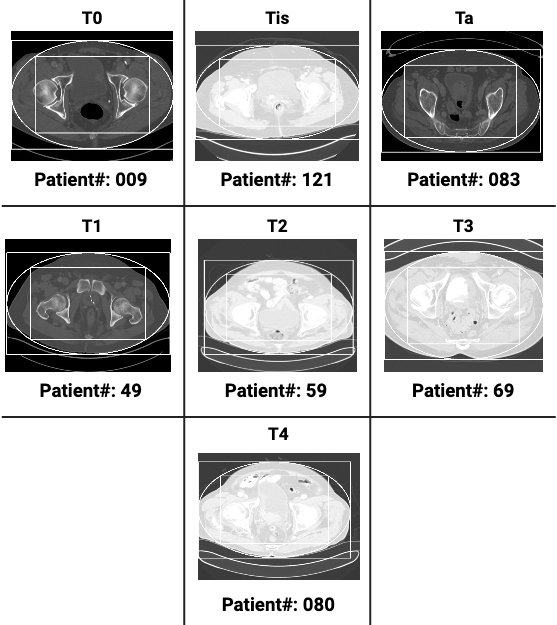 T0
Tis
Ta
Patient#: 009
Patient#: 121
Patient#: 083
T1
T2
T3
Patient#: 49
Patient#: 59
Patient#: 69
T4
Patient#: 080